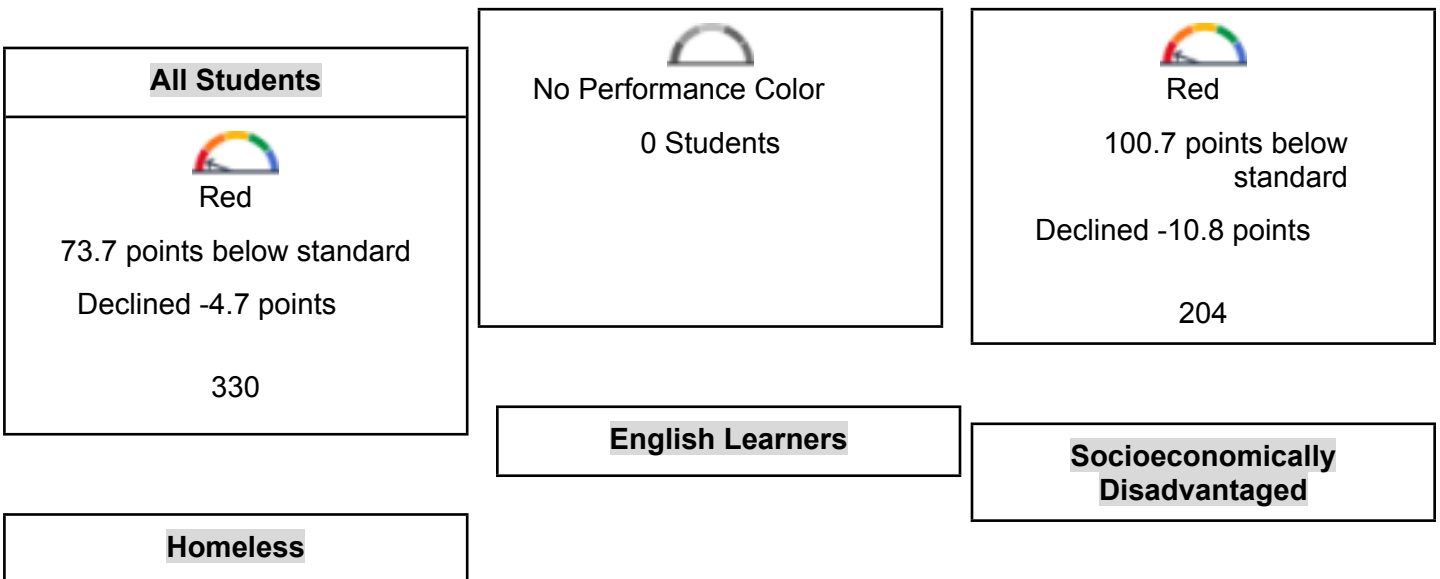 All Students
Red
73.7 points below standard
Declined -4.7 points
330
No Performance Color
0 Students
Red
100.7 points below
standard
Declined -10.8 points
204
English Learners
Socioeconomically
Disadvantaged
Homeless